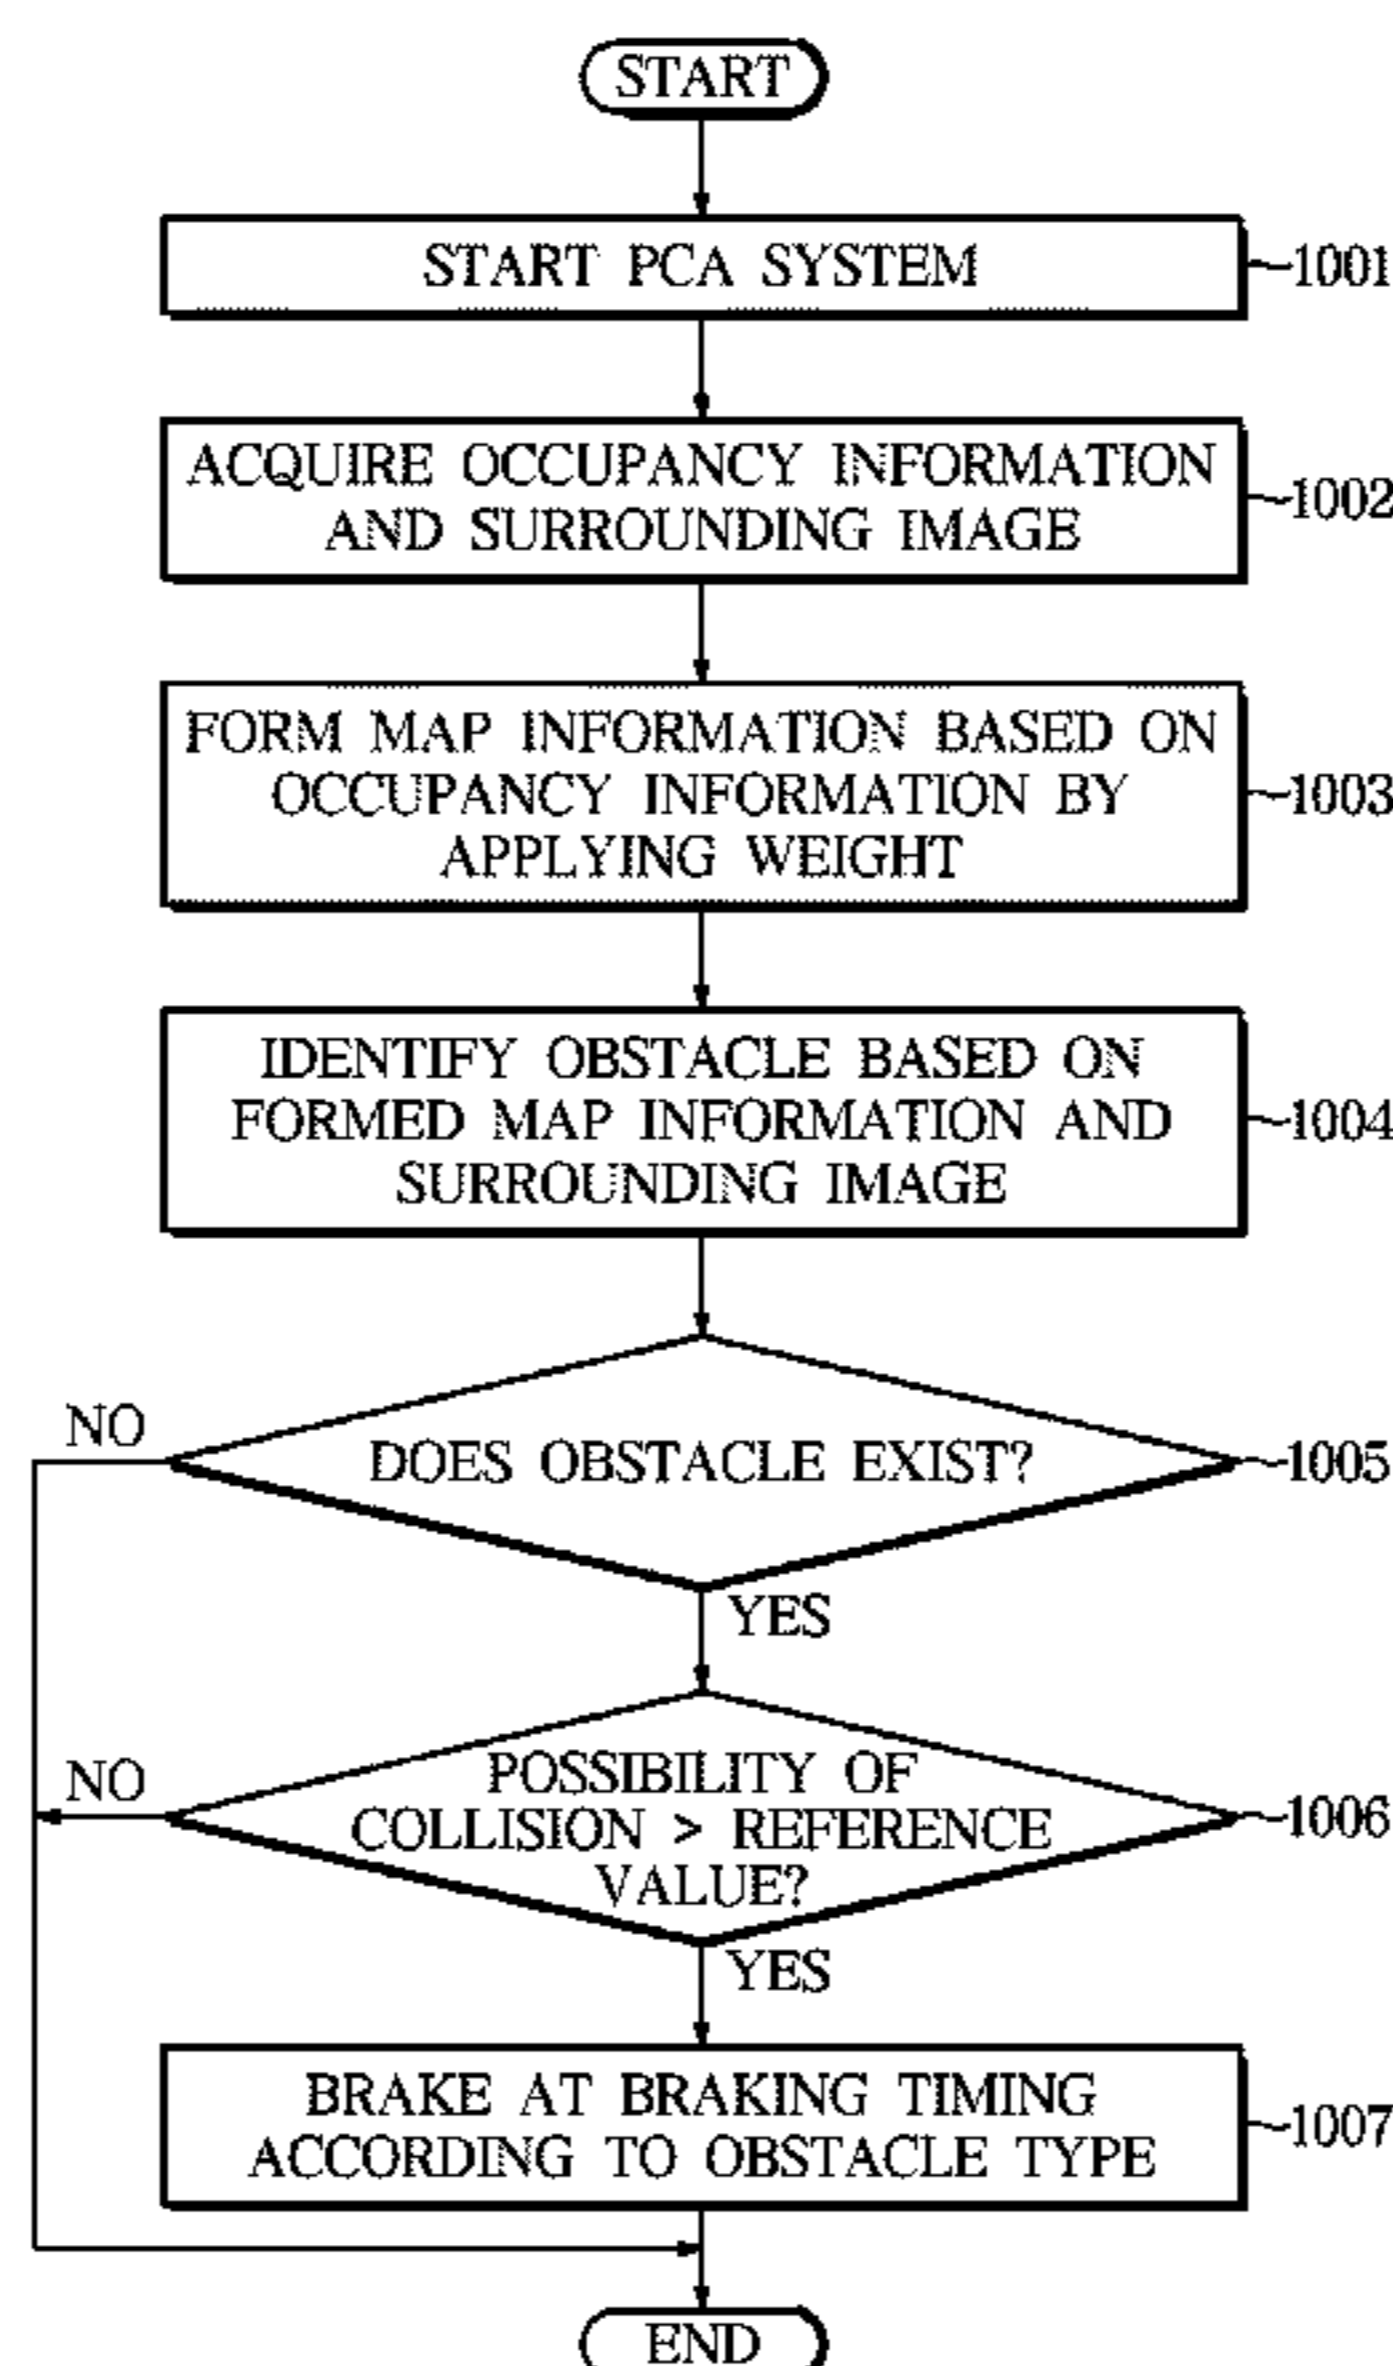 START
START PCA SYSTEM
1001
ACQUIRE OCCUPANCY INFORMATION
AND SURROUNDING IMAGE
1002
FORM MAP INFORMATION BASED ON
OCCUPANCY INFORMATION BY
APPLYING WEIGHT
1003
IDENTIFY OBSTACLE BASED ON
FORMED MAP INFORMATION AND
SURROUNDING IMAGE
1004
NO
DOES OBSTACLE EXIST?
1005
YES
NO
POSSIBILITY OF
COLLISION > REFERENCE
VALUE?
1006
YES
BRAKE AT BRAKING TIMING
ACCORDING TO OBSTACLE TYPE
1007
END